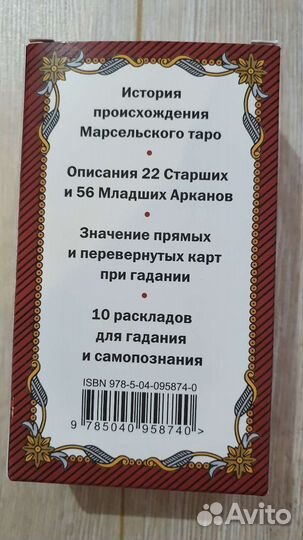 История
происхождения
Марсельского таро
•
Описания 22 Старших
и 56 Младших Арканов
•
Значение прямых
и перевернутых карт
при гадании
•
10 раскладов
для гадания
и самопознания
ISBN 978-5-04-095874-0
9 785040 958740>
Avito